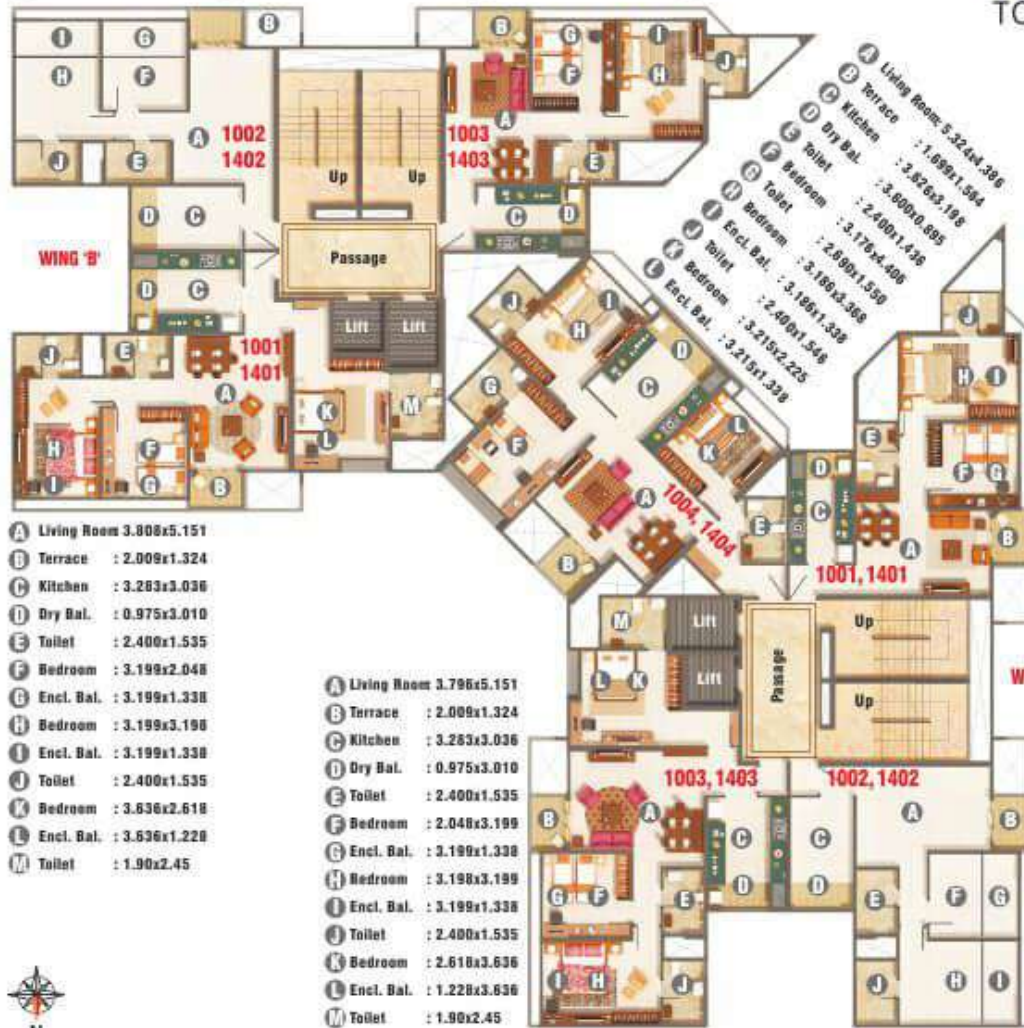 TO
1002
1402
1003
1403
Up
Up
Passage
WING 'B'
Lift
Lift
1001
1401
A Living Room: 5.324x4.386
B Terrace : 1.699x1.564
C Kitchen : 3.626x3.198
D Dry Bal. : 3.600x0.895
E Toilet : 2.400x1.436
F Bedroom : 3.176x4.406
G Toilet : 2.690x1.550
H Bedroom : 3.186x3.368
I Encl. Bal. : 3.186x1.338
J Toilet : 2.400x1.546
K Bedroom : 3.215x2.225
L Encl. Bal. : 3.215x1.338
1004, 1404
1001, 1401
Lift
Lift
Passage
Up
Up
W
1003, 1403
1002, 1402
A Living Room 3.808x5.151
B Terrace : 2.009x1.324
C Kitchen : 3.283x3.036
D Dry Bal. : 0.975x3.010
E Toilet : 2.400x1.535
F Bedroom : 3.199x2.048
G Encl. Bal. : 3.199x1.338
H Bedroom : 3.199x3.198
I Encl. Bal. : 3.199x1.338
J Toilet : 2.400x1.535
K Bedroom : 3.636x2.618
L Encl. Bal. : 3.636x1.228
M Toilet : 1.90x2.45
A Living Room: 3.796x5.151
B Terrace : 2.009x1.324
C Kitchen : 3.283x3.036
D Dry Bal. : 0.975x3.010
E Toilet : 2.400x1.535
F Bedroom : 2.048x3.199
G Encl. Bal. : 3.199x1.338
H Bedroom : 3.198x3.199
I Encl. Bal. : 3.199x1.338
J Toilet : 2.400x1.535
K Bedroom : 2.618x3.636
L Encl. Bal. : 1.228x3.636
M Toilet : 1.90x2.45